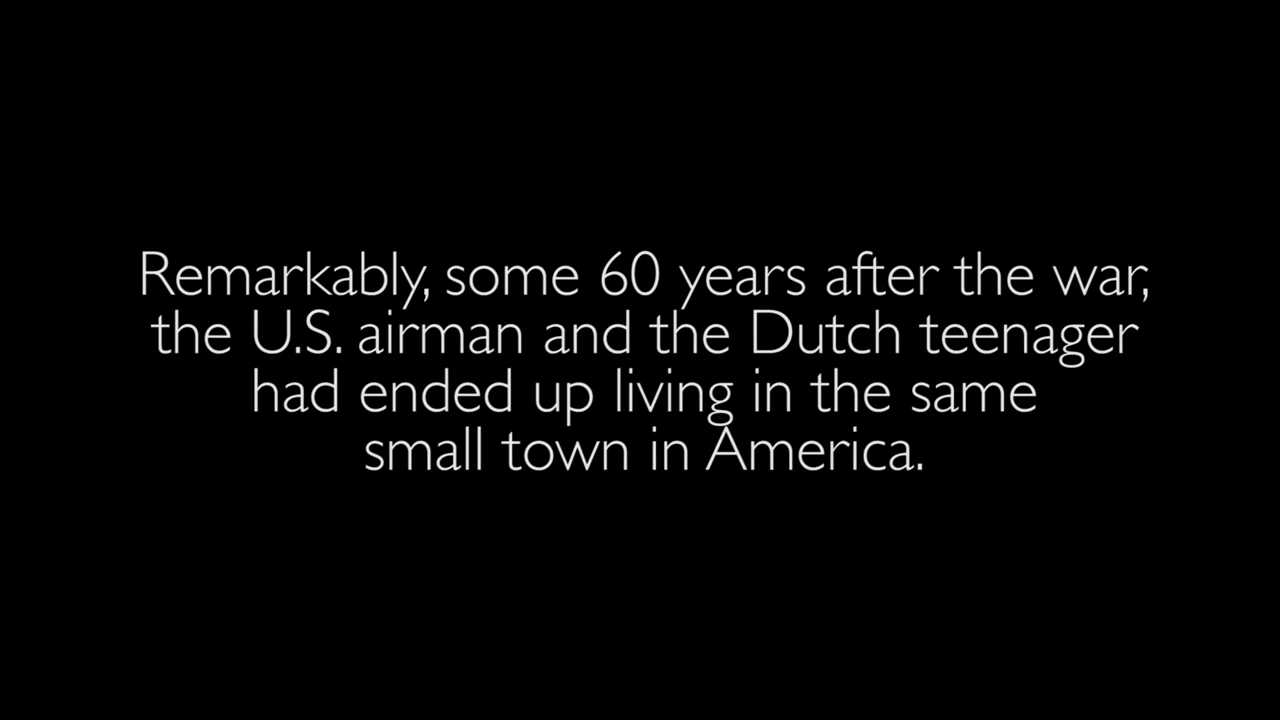 Remarkably, some 60 years after the war,
the U.S. airman and the Dutch teenager
had ended up living in the same
small town in America.